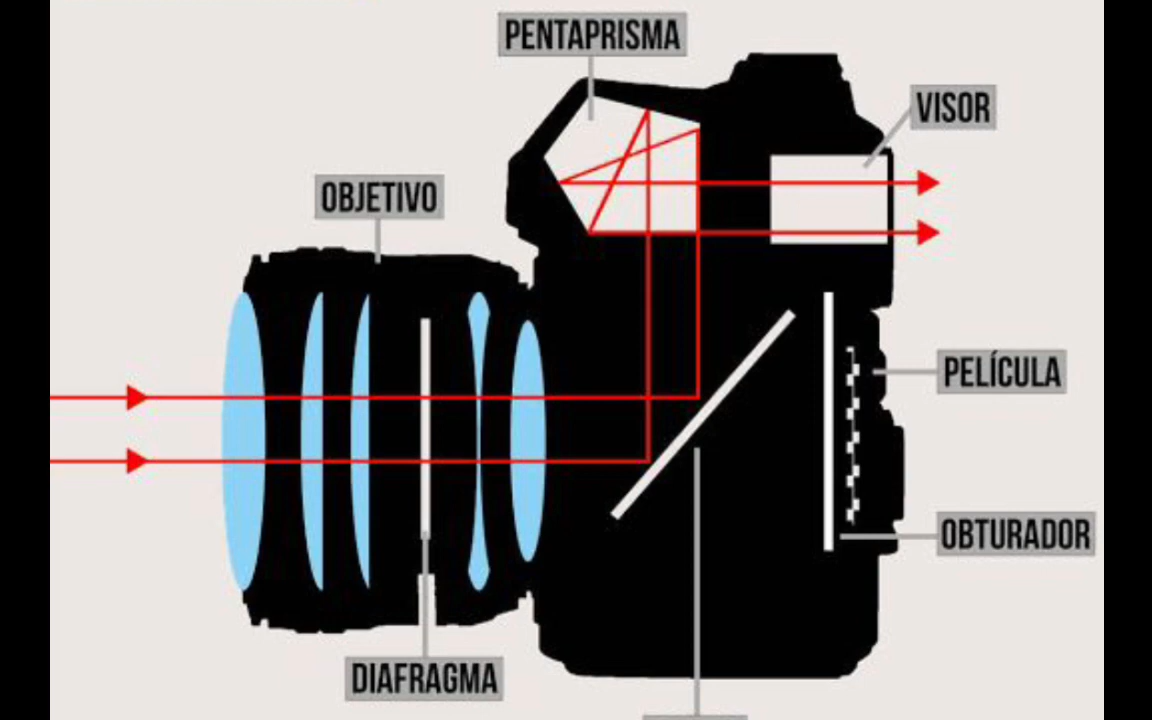 PENTAPRISMA
VISOR
OBJETIVO
PELÍCULA
OBTURADOR
DIAFRAGMA